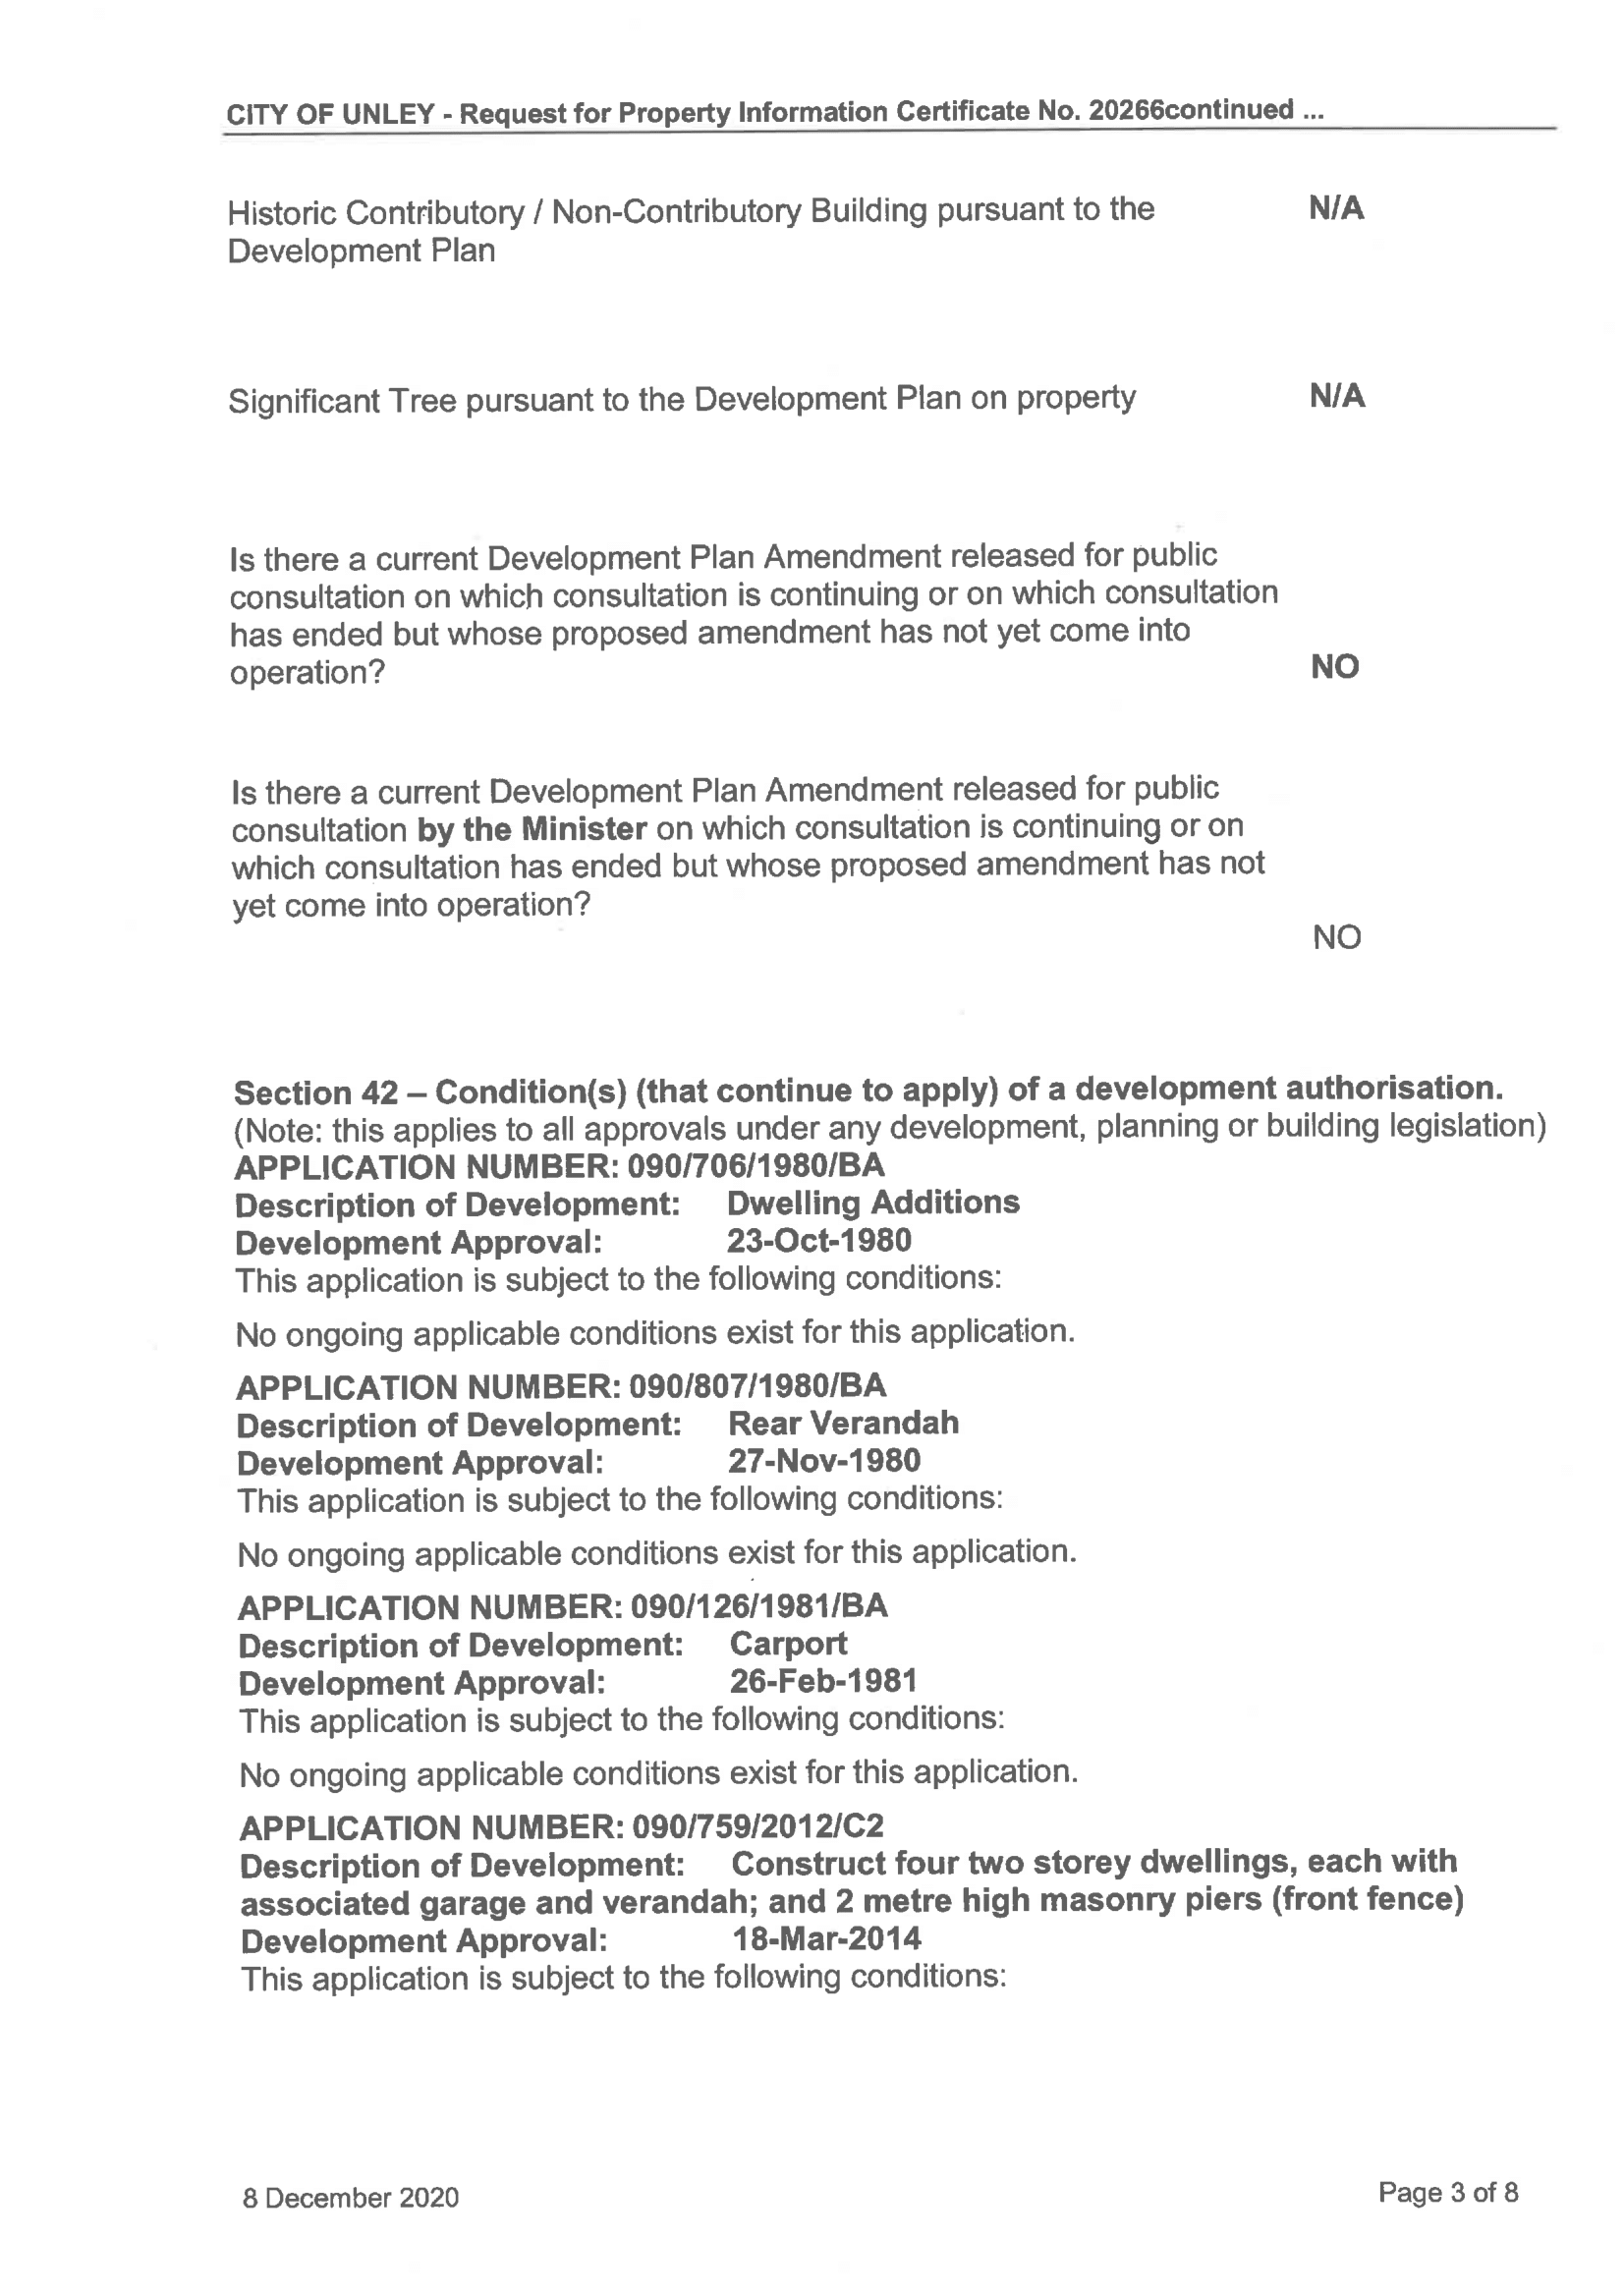 CITY OF UNLEY - Request for Property Information Certificate No. 20266continued ...
Historic Contributory / Non-Contributory Building pursuant to the N/A
Development Plan
Significant Tree pursuant to the Development Plan on property N/A
Is there a current Development Plan Amendment released for public
consultation on which consultation is continuing or on which consultation
has ended but whose proposed amendment has not yet come into
operation? NO
Is there a current Development Plan Amendment released for public
consultation by the Minister on which consultation is continuing or on
which consultation has ended but whose proposed amendment has not
yet come into operation?
NO
Section 42 – Condition(s) (that continue to apply) of a development authorisation.
(Note: this applies to all approvals under any development, planning or building legislation)
APPLICATION NUMBER: 090/706/1980/BA
Description of Development: Dwelling Additions
Development Approval: 23-Oct-1980
This application is subject to the following conditions:
No ongoing applicable conditions exist for this application.
APPLICATION NUMBER: 090/807/1980/BA
Description of Development: Rear Verandah
Development Approval: 27-Nov-1980
This application is subject to the following conditions:
No ongoing applicable conditions exist for this application.
APPLICATION NUMBER: 090/126/1981/BA
Description of Development: Carport
Development Approval: 26-Feb-1981
This application is subject to the following conditions:
No ongoing applicable conditions exist for this application.
APPLICATION NUMBER: 090/759/2012/C2
Description of Development: Construct four two storey dwellings, each with
associated garage and verandah; and 2 metre high masonry piers (front fence)
Development Approval: 18-Mar-2014
This application is subject to the following conditions:
8 December 2020 Page 3 of 8